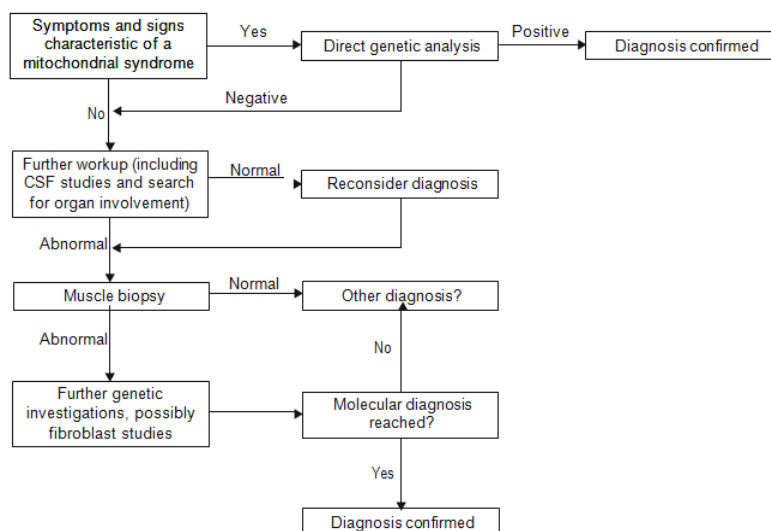 Symptoms and signs
characteristic of a
mitochondrial syndrome
Yes
Direct genetic analysis
Positive
Diagnosis confirmed
Negative
No
Further workup (including
CSF studies and search
for organ involvement)
Normal
Reconsider diagnosis
Abnormal
Muscle biopsy
Normal
Other diagnosis?
Abnormal
No
Further genetic
investigations, possibly
fibroblast studies
Molecular diagnosis
reached?
Yes
Diagnosis confirmed